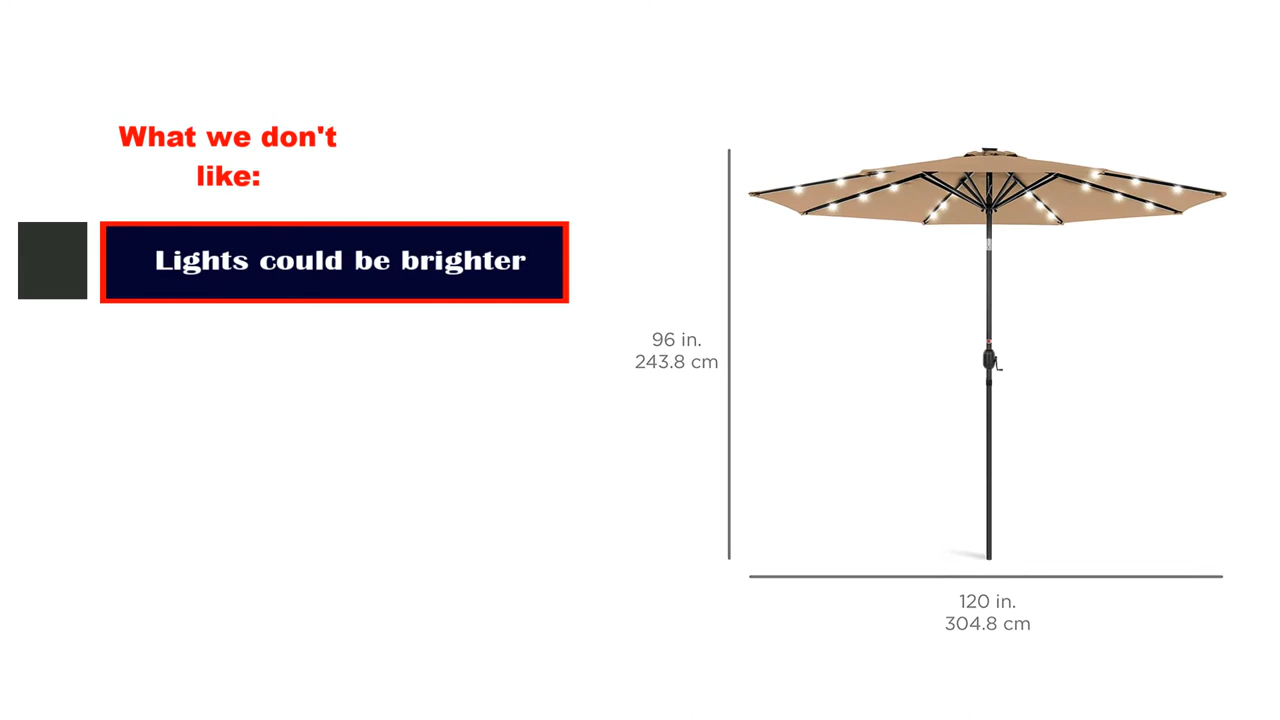 What we don't
like:
Lights could be brighter
96 in.
243.8 cm
120 in.
304.8 cm